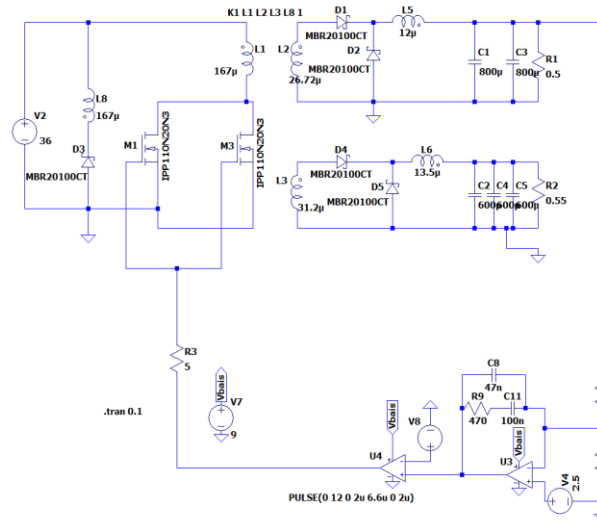 K1 L1 L2 L3 L8 1
D1
L5
MBR20100CT
12µ
L1
L2
D2
C1
C3
R1
167µ
MBR20100CT
26.72µ
800µ
800µ
0.5
L8
167µ
V2
36
D3
MBR20100CT
M1
IPP110N20N3
M3
IPP110N20N3
D4
L6
MBR20100CT
13.5µ
L3
D5
C2
C4
C5
R2
31.2µ
MBR20100CT
600µ
600µ
600µ
0.55
R3
5
C8
47n
Vbais
V7
9
.tran 0.1
R9
C11
470
100n
Vbais
V8
Vbais
U4
U3
V4
2.5
PULSE(0 12 0 2u 6.6u 0 2u)